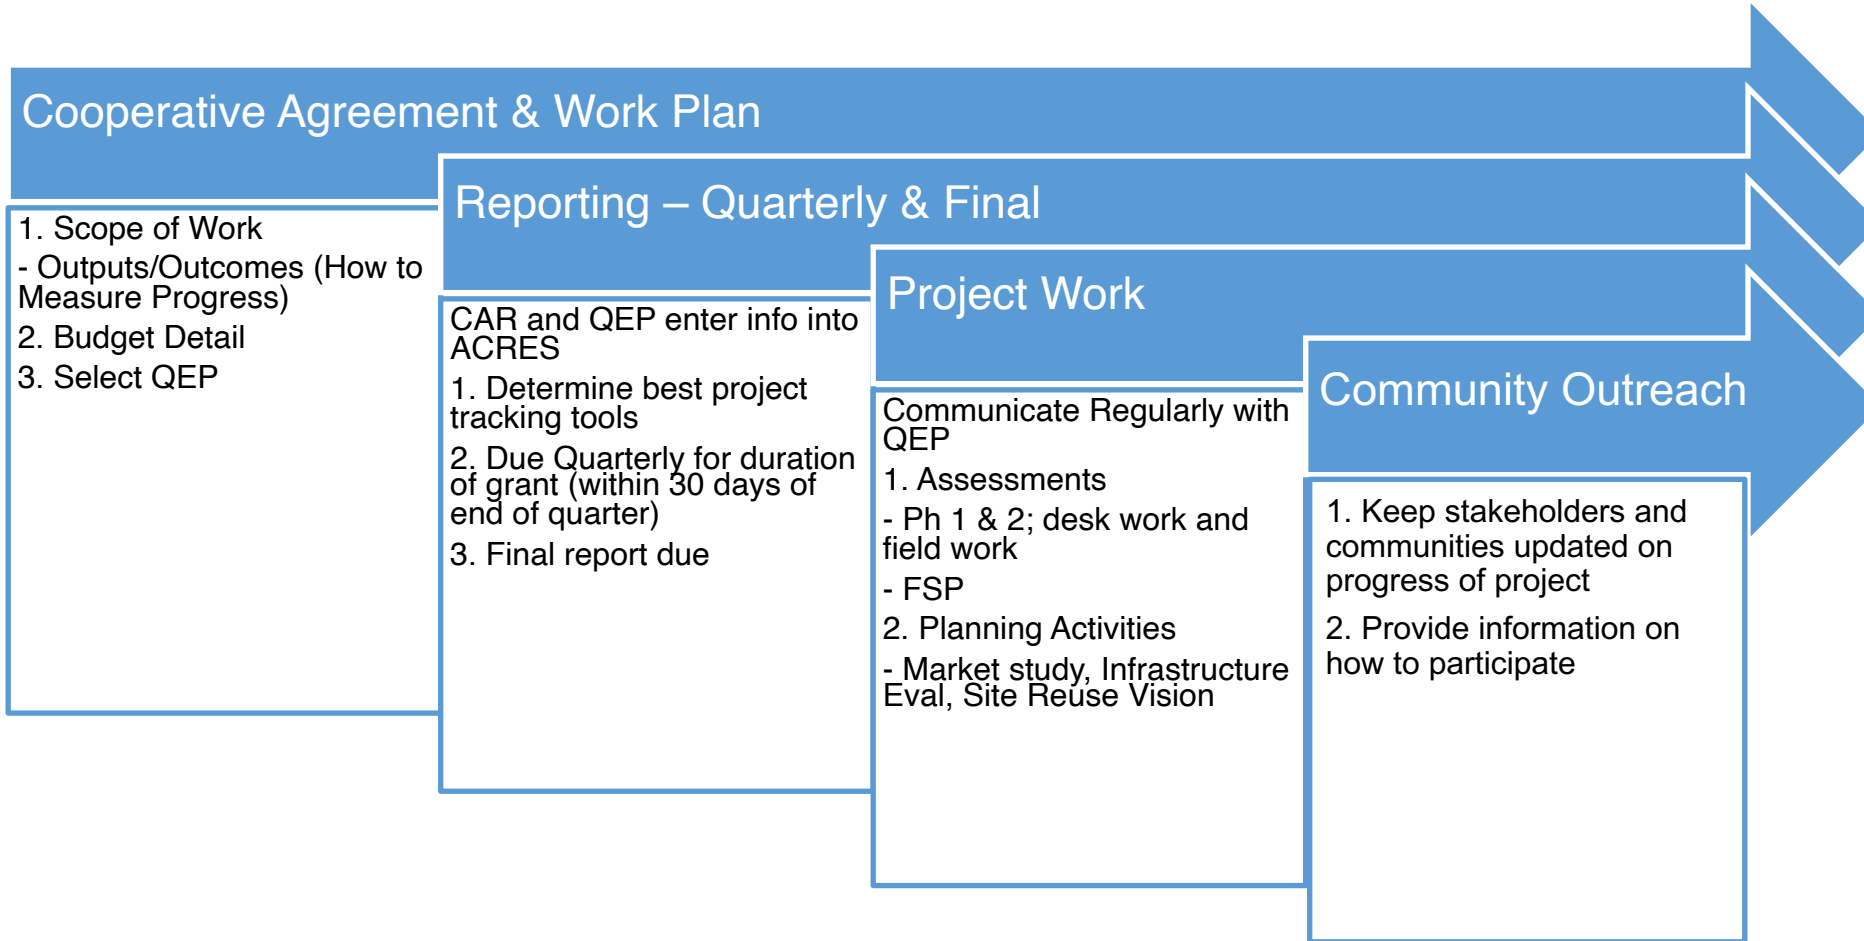 Cooperative Agreement & Work Plan
1. Scope of Work
- Outputs/Outcomes (How to
Measure Progress)
2. Budget Detail
3. Select QEP
Reporting – Quarterly & Final
CAR and QEP enter info into
ACRES
1. Determine best project
tracking tools
2. Due Quarterly for duration
of grant (within 30 days of
end of quarter)
3. Final report due
Project Work
Communicate Regularly with
QEP
1. Assessments
- Ph 1 & 2; desk work and
field work
- FSP
2. Planning Activities
- Market study, Infrastructure
Eval, Site Reuse Vision
Community Outreach
1. Keep stakeholders and
communities updated on
progress of project
2. Provide information on
how to participate